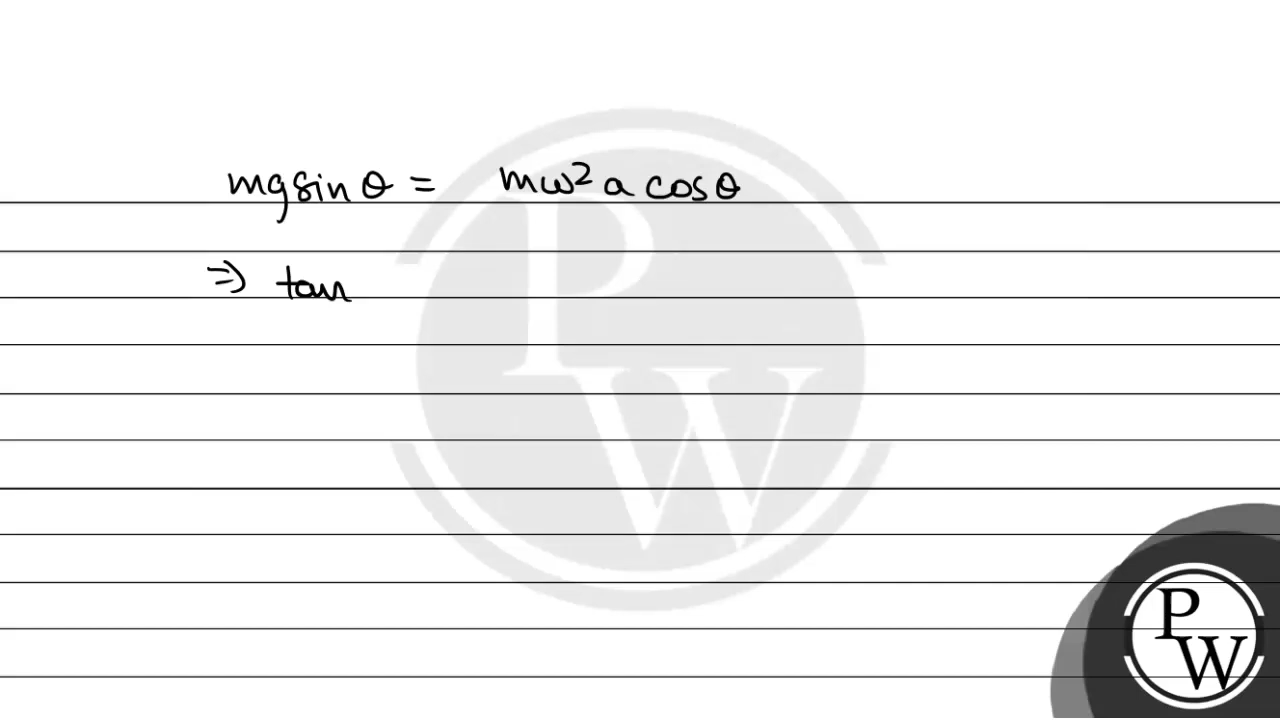 mg sin θ = mω² a cos θ
⇒ tan
P
W
P
W